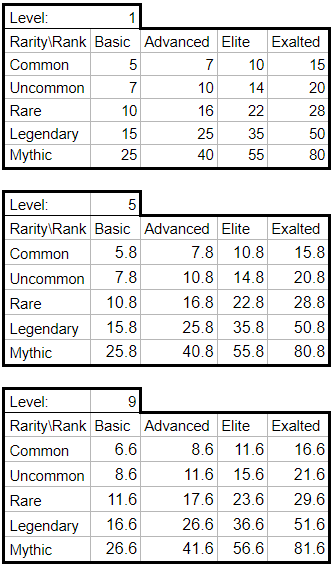 Level: 1
Rarity\Rank Basic Advanced Elite Exalted
Common 5 7 10 15
Uncommon 7 10 14 20
Rare 10 16 22 28
Legendary 15 25 35 50
Mythic 25 40 55 80
Level: 5
Rarity\Rank Basic Advanced Elite Exalted
Common 5.8 7.8 10.8 15.8
Uncommon 7.8 10.8 14.8 20.8
Rare 10.8 16.8 22.8 28.8
Legendary 15.8 25.8 35.8 50.8
Mythic 25.8 40.8 55.8 80.8
Level: 9
Rarity\Rank Basic Advanced Elite Exalted
Common 6.6 8.6 11.6 16.6
Uncommon 8.6 11.6 15.6 21.6
Rare 11.6 17.6 23.6 29.6
Legendary 16.6 26.6 36.6 51.6
Mythic 26.6 41.6 56.6 81.6